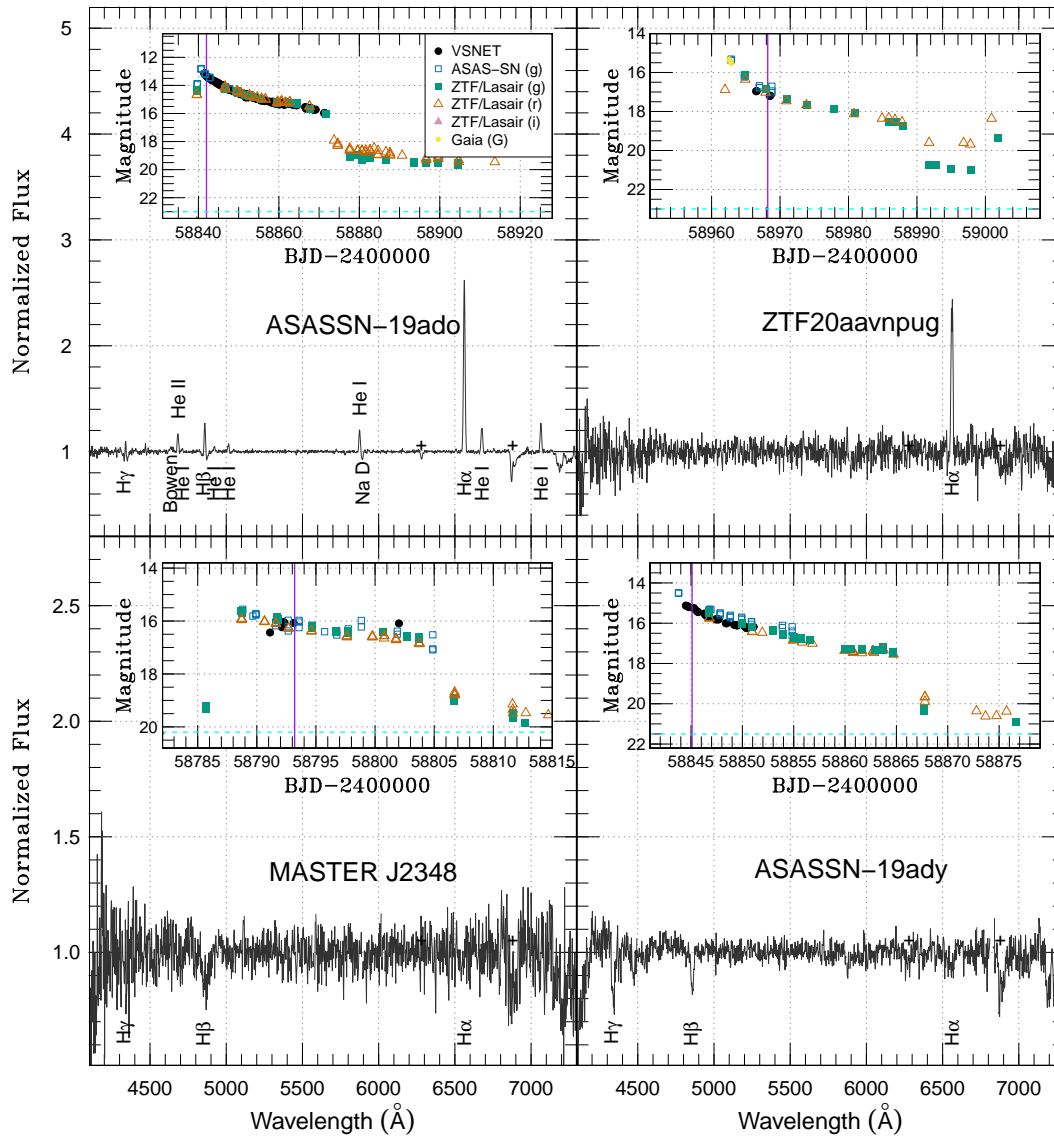 5
4
3
2
1
Normalized Flux
12
14
16
18
20
22
Magnitude
58840 58860 58880 58900 58920
BJD−2400000
VSNET
ASAS−SN (g)
ZTF/Lasair (g)
ZTF/Lasair (r)
ZTF/Lasair (i)
Gaia (G)
ASASSN−19ado
Hγ
Bowen
He II
He I
Hβ
He I
He I
He I
Na D
Hα
He I
He I
14
16
18
20
22
Magnitude
58960 58970 58980 58990 59000
BJD−2400000
ZTF20aavnpug
Hα
2.5
2.0
1.5
1.0
Normalized Flux
14
16
18
20
Magnitude
58785 58790 58795 58800 58805 58810 58815
BJD−2400000
MASTER J2348
Hγ
Hβ
Hα
14
16
18
20
22
Magnitude
58845 58850 58855 58860 58865 58870 58875
BJD−2400000
ASASSN−19ady
Hγ
Hβ
Hα
4500 5000 5500 6000 6500 7000
Wavelength (Å)
4500 5000 5500 6000 6500 7000
Wavelength (Å)